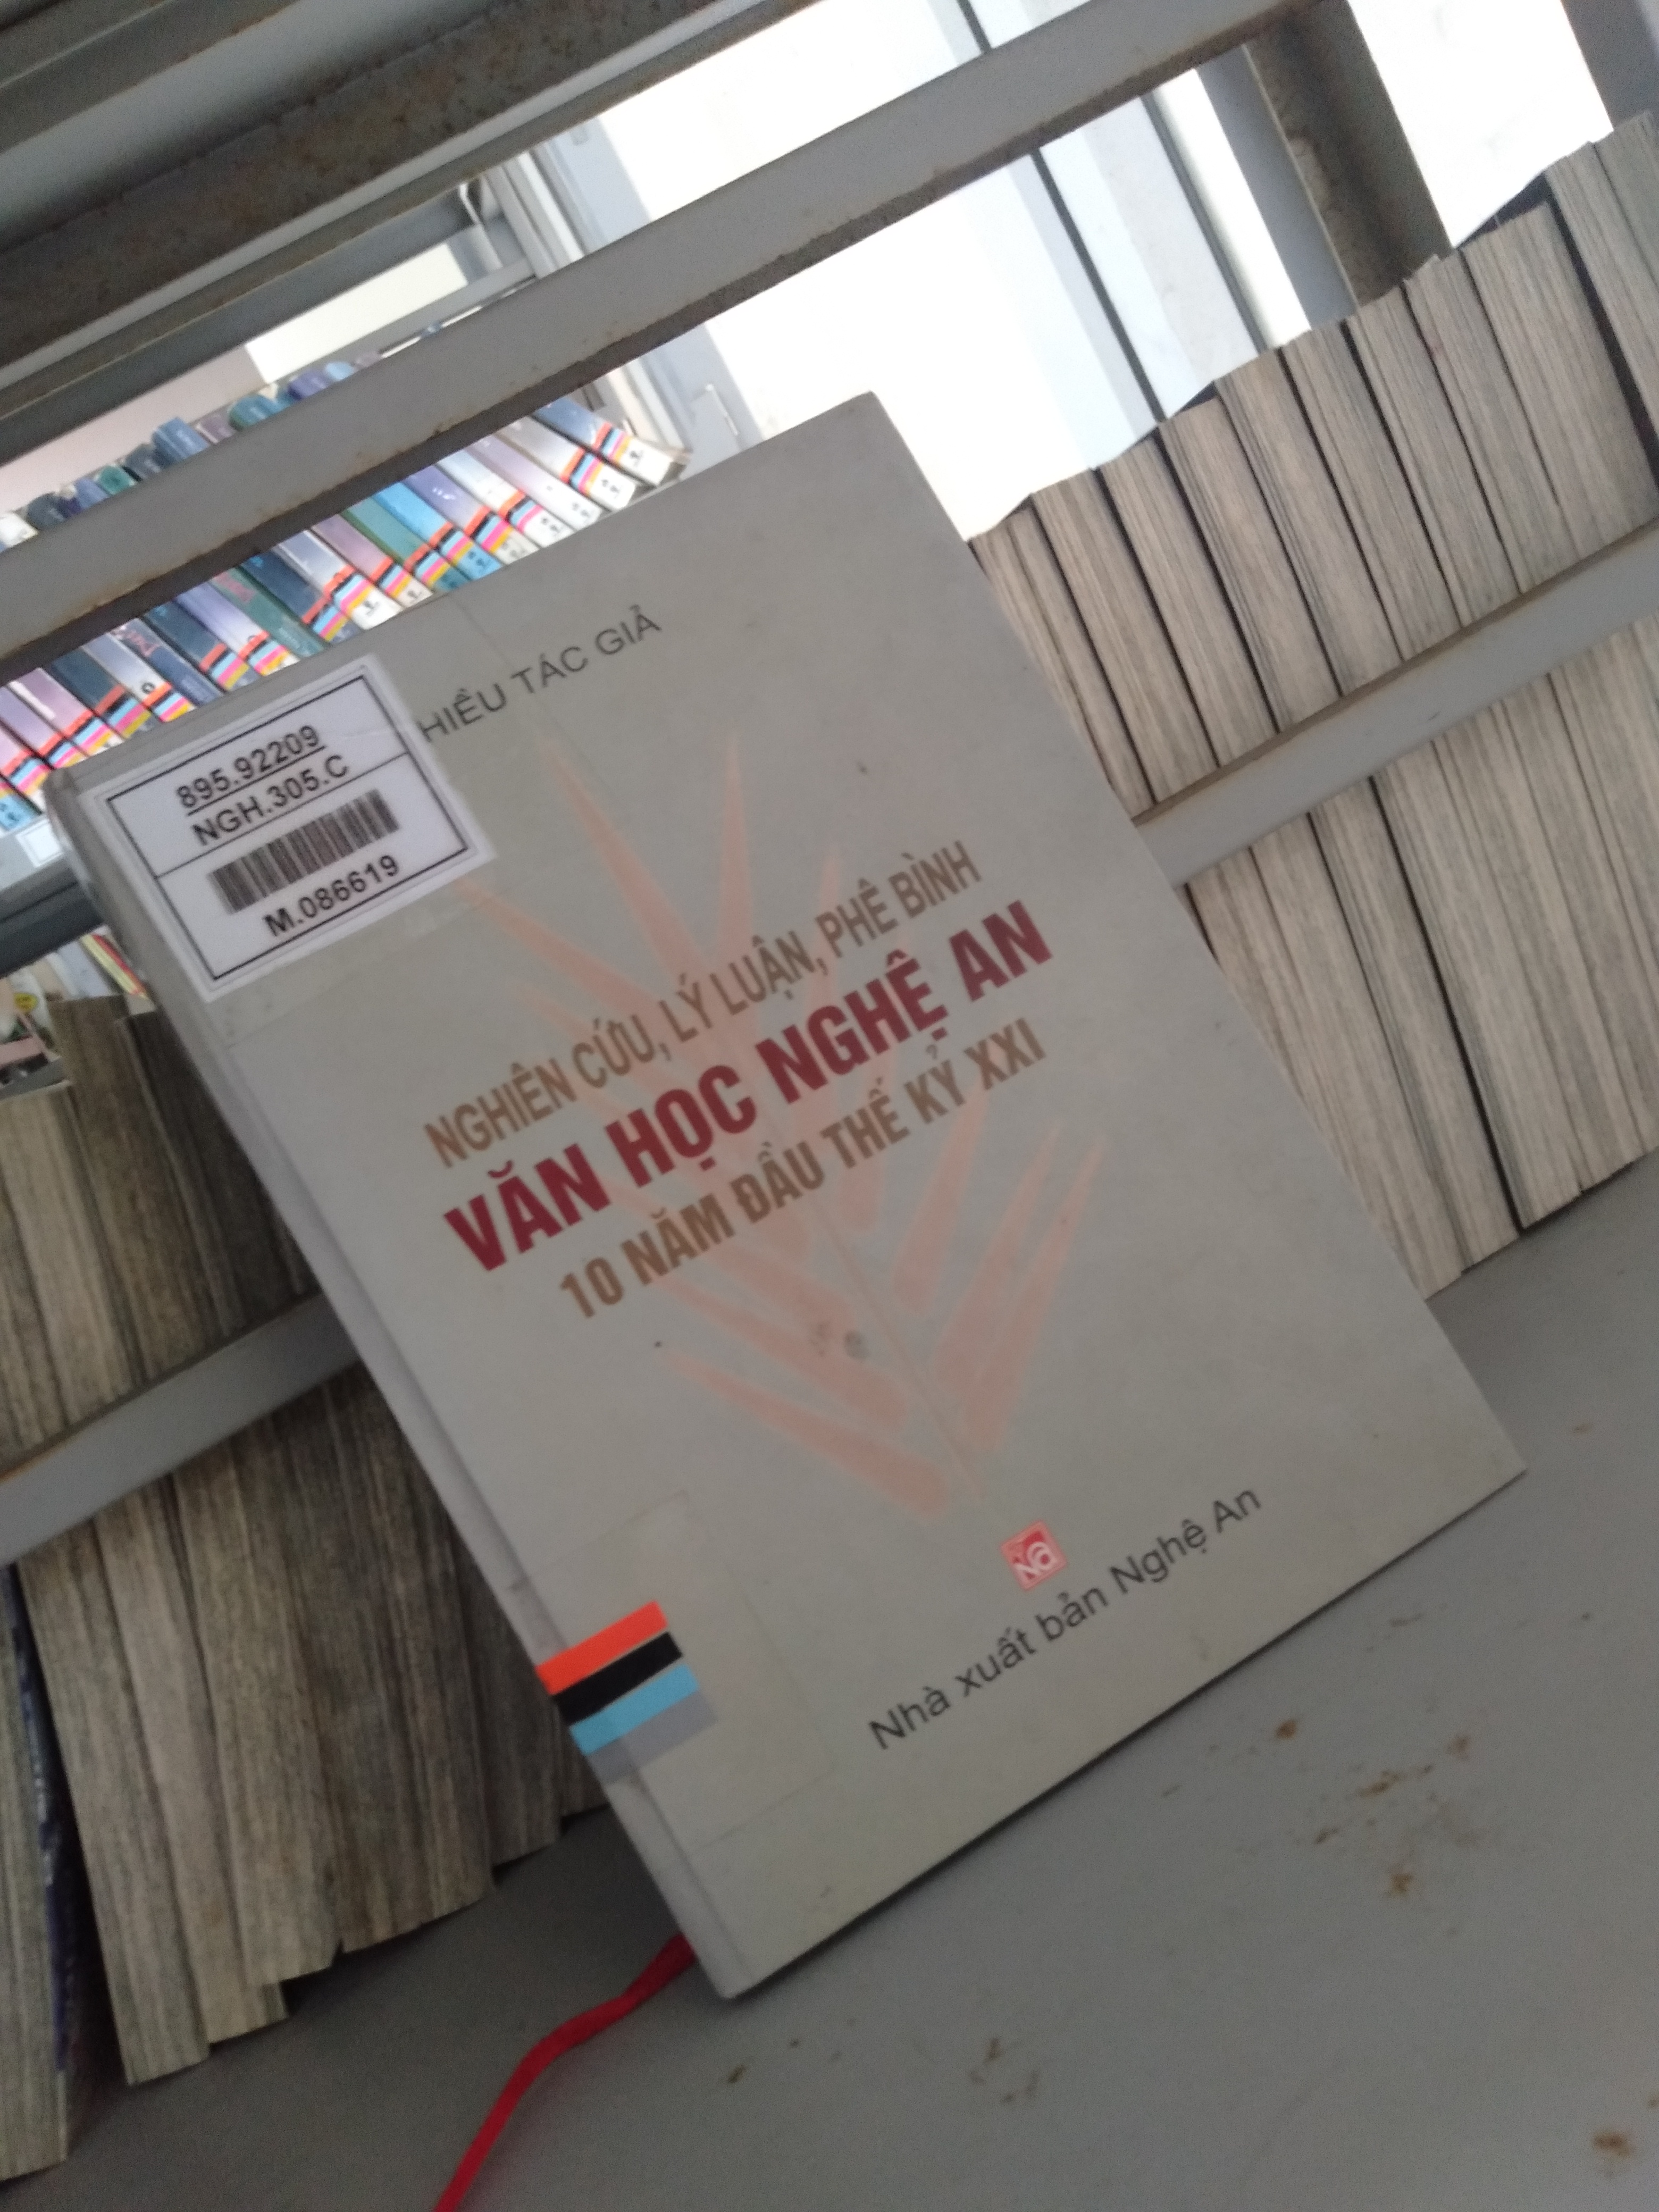 HIỀU TÁC GIẢ
895.92209
NGH.305.C
M.086619
NGHIÊN CỨU, LÝ LUẬN, PHÊ BÌNH
VĂN HỌC NGHỆ AN
10 NĂM ĐẦU THẾ KỶ XXI
Na
Nhà xuất bản Nghệ An